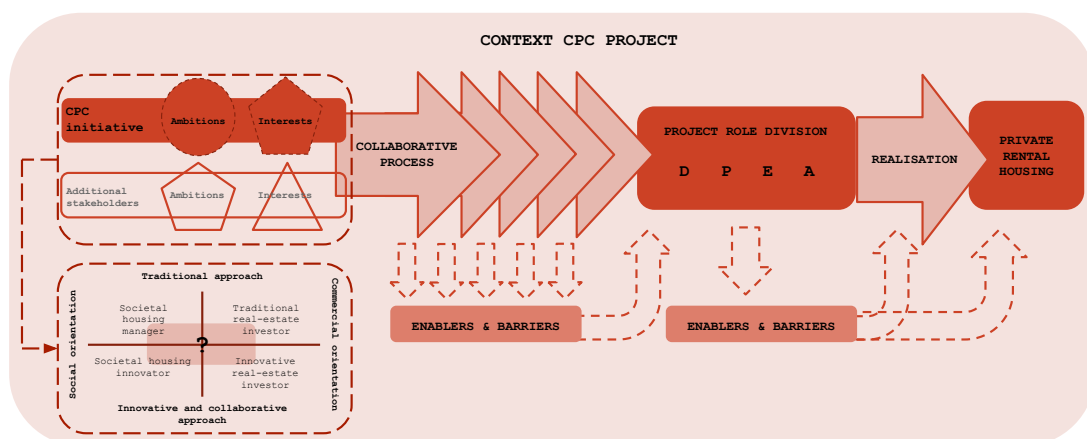 CONTEXT CPC PROJECT
CPC
initiative
Ambitions
Interests
Additional
stakeholders
Ambitions
Interests
COLLABORATIVE
PROCESS
PROJECT ROLE DIVISION
D P E A
REALISATION
PRIVATE
RENTAL
HOUSING
ENABLERS & BARRIERS
ENABLERS & BARRIERS
Traditional approach
Social orientation
Commercial orientation
Societal
housing
manager
Traditional
real-estate
investor
?
Societal housing
innovator
Innovative
real-estate
investor
Innovative and collaborative
approach